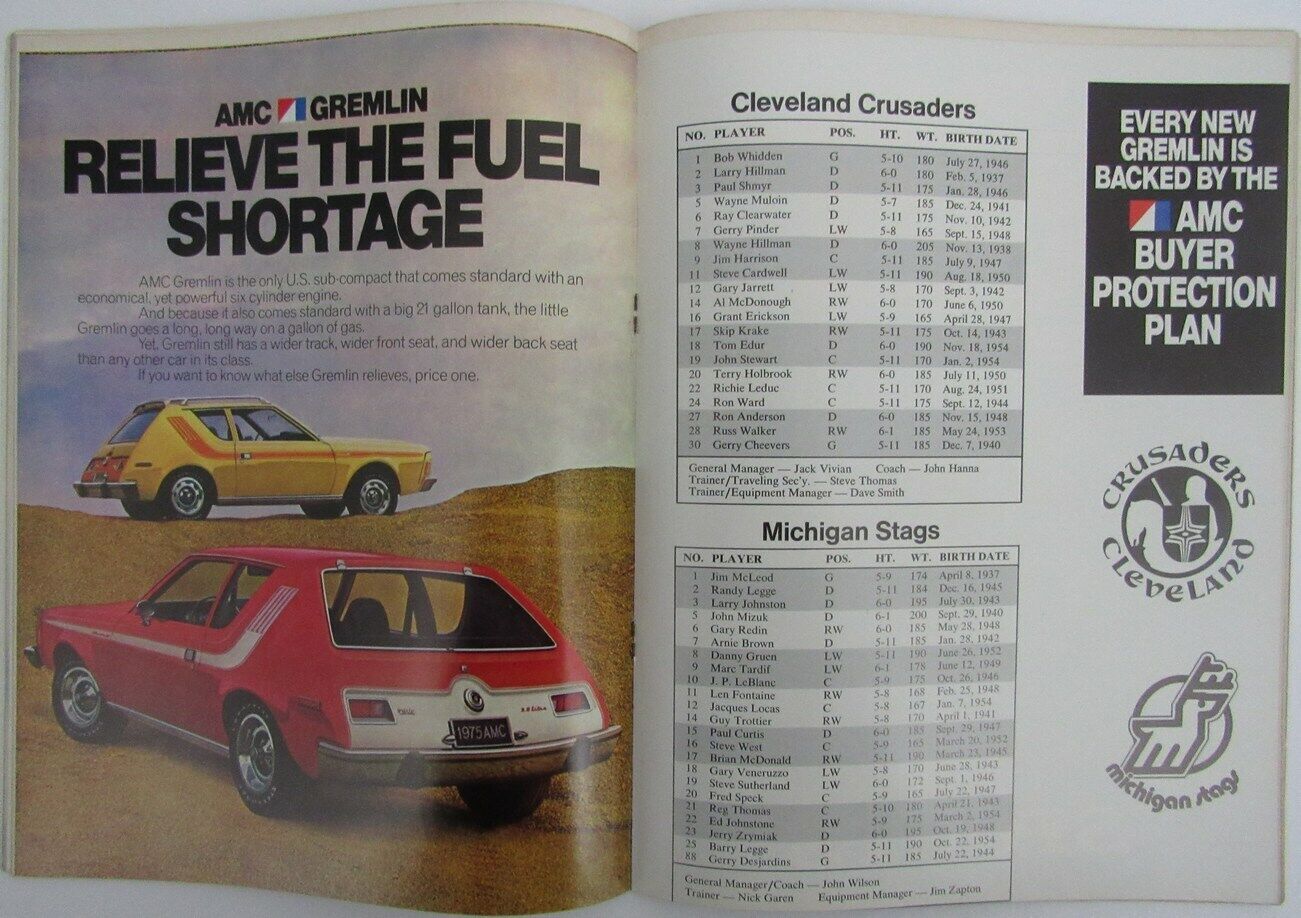 AMC GREMLIN
RELIEVE THE FUEL
SHORTAGE
AMC Gremlin is the only U.S. sub-compact that comes standard with an
economical, yet powerful six cylinder engine.
And because it also comes standard with a big 21 gallon tank, the little
Gremlin goes a long, long way on a gallon of gas.
Yet, Gremlin still has a wider track, wider front seat, and wider back seat
than any other car in its class.
If you want to know what else Gremlin relieves, price one.
1975 AMC
Cleveland Crusaders
NO. PLAYER POS. HT. WT. BIRTH DATE
1 Bob Whidden G 5-10 180 July 27, 1946
2 Larry Hillman D 6-0 180 Feb. 5, 1937
3 Paul Shmyr D 5-11 175 Jan. 28, 1946
5 Wayne Muloin D 5-7 185 Dec. 24, 1941
6 Ray Clearwater D 5-11 175 Nov. 10, 1942
7 Gerry Pinder LW 5-8 165 Sept. 15, 1948
8 Wayne Hillman D 6-0 205 Nov. 13, 1938
9 Jim Harrison C 5-11 185 July 9, 1947
11 Steve Cardwell LW 5-11 190 Aug. 18, 1950
12 Gary Jarrett LW 5-8 170 Sept. 3, 1942
14 Al McDonough RW 6-0 170 June 6, 1950
16 Grant Erickson LW 5-9 165 April 28, 1947
17 Skip Krake RW 5-11 175 Oct. 14, 1943
18 Tom Edur D 6-0 190 Nov. 18, 1954
19 John Stewart C 5-11 170 Jan. 2, 1954
20 Terry Holbrook RW 6-0 185 July 11, 1950
22 Richie Leduc C 5-11 170 Aug. 24, 1951
24 Ron Ward C 5-11 175 Sept. 12, 1944
27 Ron Anderson D 6-0 185 Nov. 15, 1948
28 Russ Walker RW 6-1 185 May 24, 1953
30 Gerry Cheevers G 5-11 185 Dec. 7, 1940
General Manager — Jack Vivian Coach — John Hanna
Trainer/Traveling Sec'y. — Steve Thomas
Trainer/Equipment Manager — Dave Smith
Michigan Stags
NO. PLAYER POS. HT. WT. BIRTH DATE
1 Jim McLeod G 5-9 174 April 8, 1937
2 Randy Legge D 5-11 184 Dec. 16, 1945
3 Larry Johnston D 6-0 195 July 30, 1943
5 John Mizuk D 6-1 200 Sept. 29, 1940
6 Gary Redin RW 6-0 185 May 28, 1948
7 Arnie Brown D 5-11 185 Jan. 28, 1942
8 Danny Gruen LW 5-11 190 June 26, 1952
9 Marc Tardif LW 6-1 178 June 12, 1949
10 J. P. LeBlanc C 5-9 175 Oct. 26, 1946
11 Len Fontaine RW 5-8 168 Feb. 25, 1948
12 Jacques Locas C 5-8 167 Jan. 7, 1954
14 Guy Trottier RW 5-8 170 April 1, 1941
15 Paul Curtis D 6-0 185 Sept. 29, 1947
16 Steve West C 5-9 165 March 20, 1952
17 Brian McDonald RW 5-11 190 March 23, 1945
18 Gary Veneruzzo LW 5-8 170 June 28, 1943
19 Steve Sutherland LW 6-0 172 Sept. 1, 1946
20 Fred Speck C 5-9 165 July 22, 1947
21 Reg Thomas C 5-10 180 April 21, 1943
22 Ed Johnstone RW 5-9 175 March 2, 1954
23 Jerry Zrymiak D 6-0 195 Oct. 19, 1948
25 Barry Legge D 5-11 190 Oct. 22, 1954
88 Gerry Desjardins G 5-11 185 July 22, 1944
General Manager/Coach — John Wilson
Trainer — Nick Garen Equipment Manager — Jim Zapton
EVERY NEW
GREMLIN IS
BACKED BY THE
AMC
BUYER
PROTECTION
PLAN
CRUSADERS
CLEVELAND
michigan stags